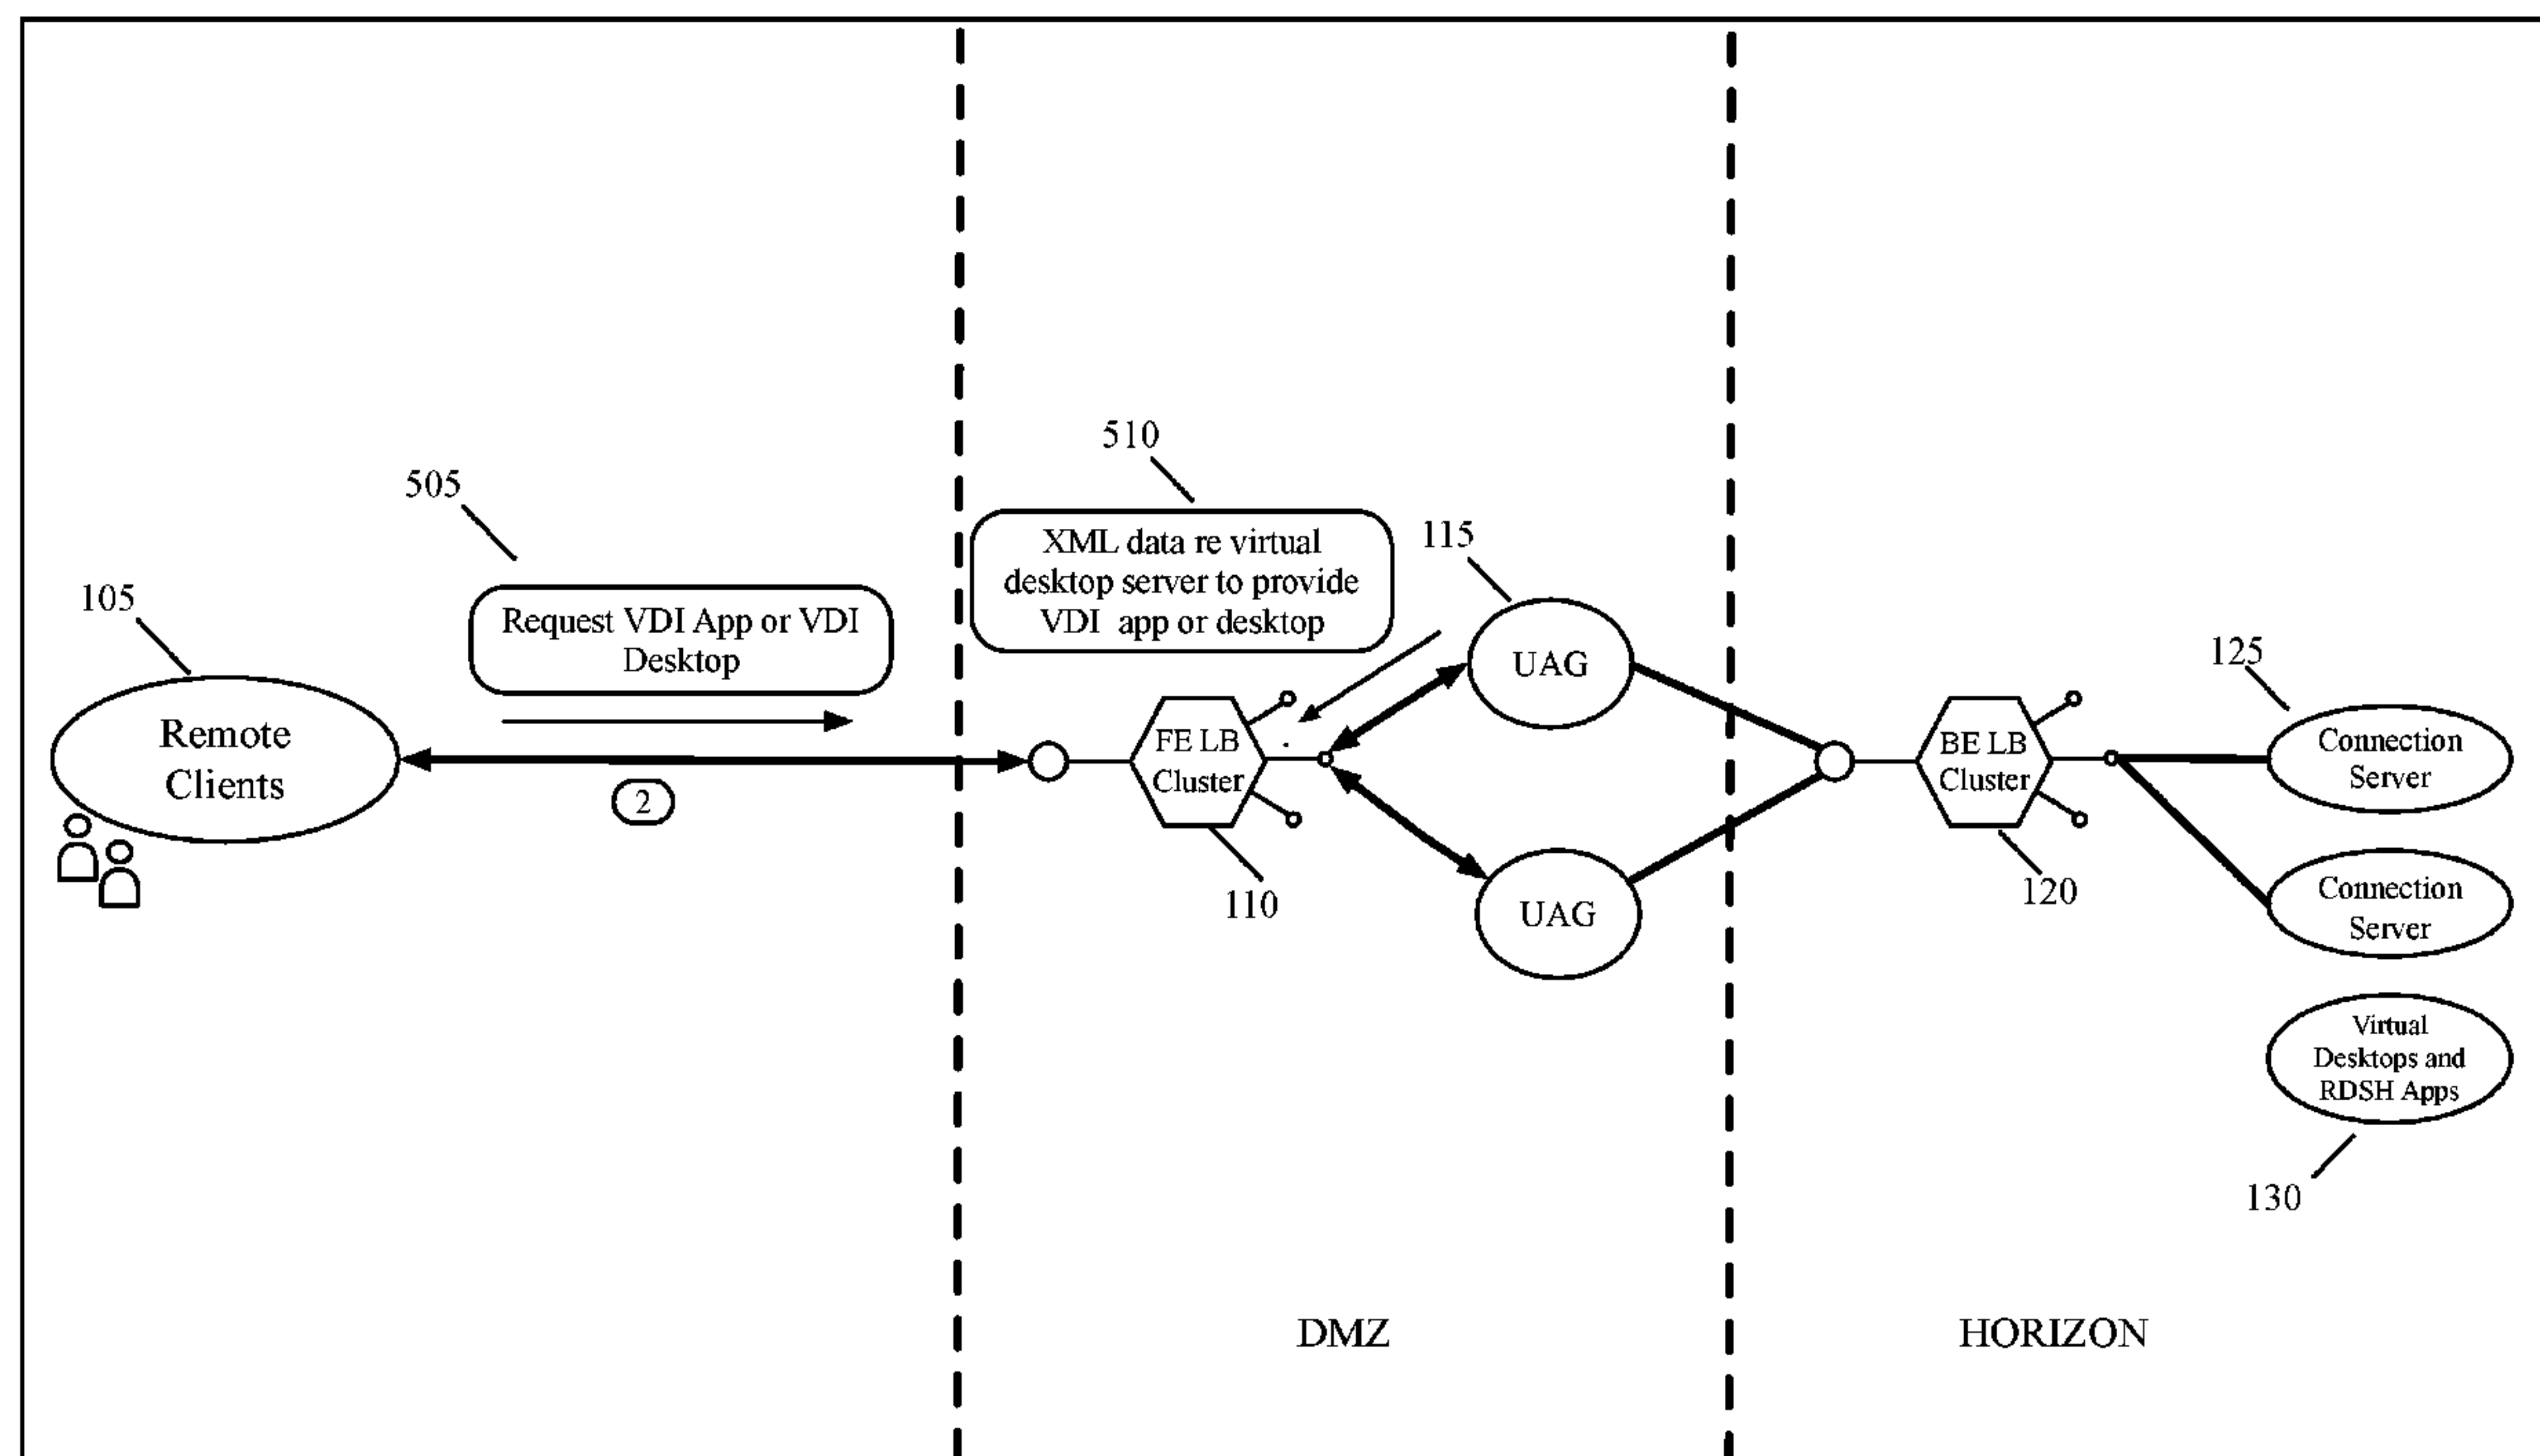 510
505
XML data re virtual
desktop server to provide
VDI app or desktop
115
105
Request VDI App or VDI
Desktop
Remote
Clients
2
FE LB
Cluster
110
UAG
UAG
BE LB
Cluster
120
125
Connection
Server
Connection
Server
Virtual
Desktops and
RDSH Apps
130
DMZ
HORIZON